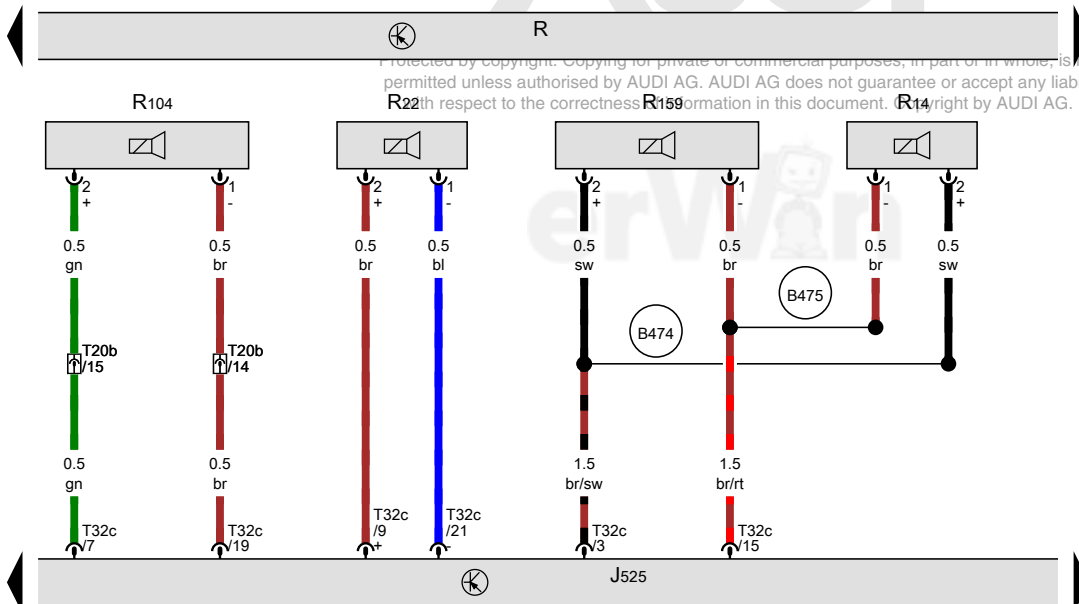 R
Protected by copyright. Copying for private or commercial purposes, in part or in whole, is
permitted unless authorised by AUDI AG. AUDI AG does not guarantee or accept any liab
with respect to the correctness of information in this document. Copyright by AUDI AG.
R104 R22 R159 R14
2 1 2 1 2 1 1 2
+ - + - + - - +
0.5 0.5 0.5 0.5 0.5 0.5 0.5 0.5
gn br br bl sw br br sw
B475
B474
T20b T20b
/15 /14
0.5 0.5 1.5 1.5
gn br br/sw br/rt
T32c T32c
/9 /21
+ -
T32c T32c T32c T32c
/7 /19 /3 /15
J525
erWin